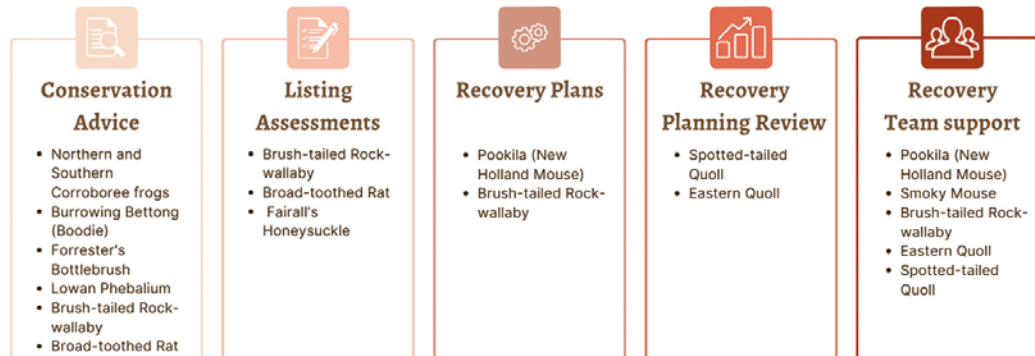 Conservation
Advice
• Northern and
Southern
Corroboree frogs
• Burrowing Bettong
(Boodie)
• Forrester's
Bottlebrush
• Lowan Phebalium
• Brush-tailed Rock-
wallaby
• Broad-toothed Rat
Listing
Assessments
• Brush-tailed Rock-
wallaby
• Broad-toothed Rat
• Fairall's
Honeysuckle
Recovery Plans
• Pookila (New
Holland Mouse)
• Brush-tailed Rock-
wallaby
Recovery
Planning Review
• Spotted-tailed
Quoll
• Eastern Quoll
Recovery
Team support
• Pookila (New
Holland Mouse)
• Smoky Mouse
• Brush-tailed Rock-
wallaby
• Eastern Quoll
• Spotted-tailed
Quoll